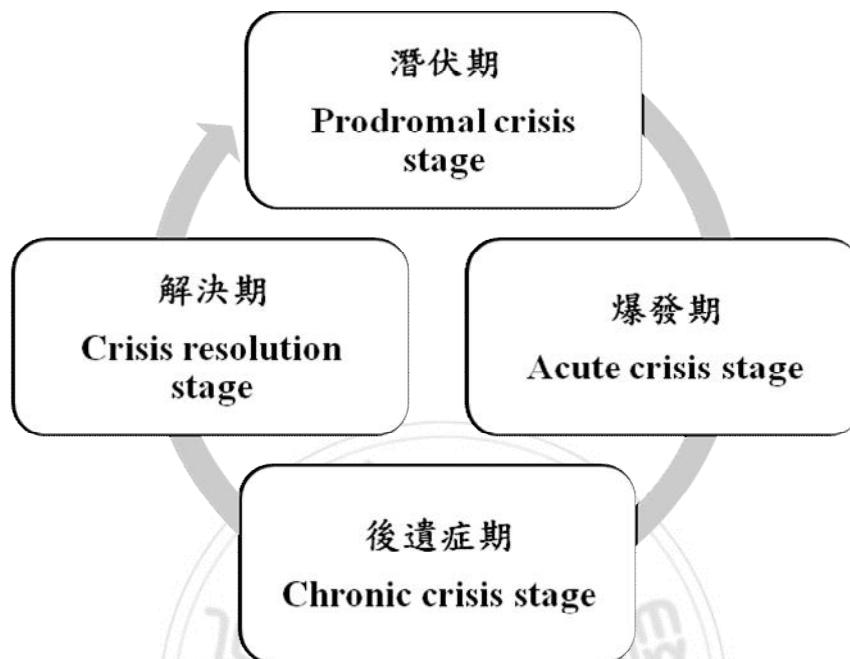 潛伏期
Prodromal crisis
stage
解決期
Crisis resolution
stage
爆發期
Acute crisis stage
後遺症期
Chronic crisis stage